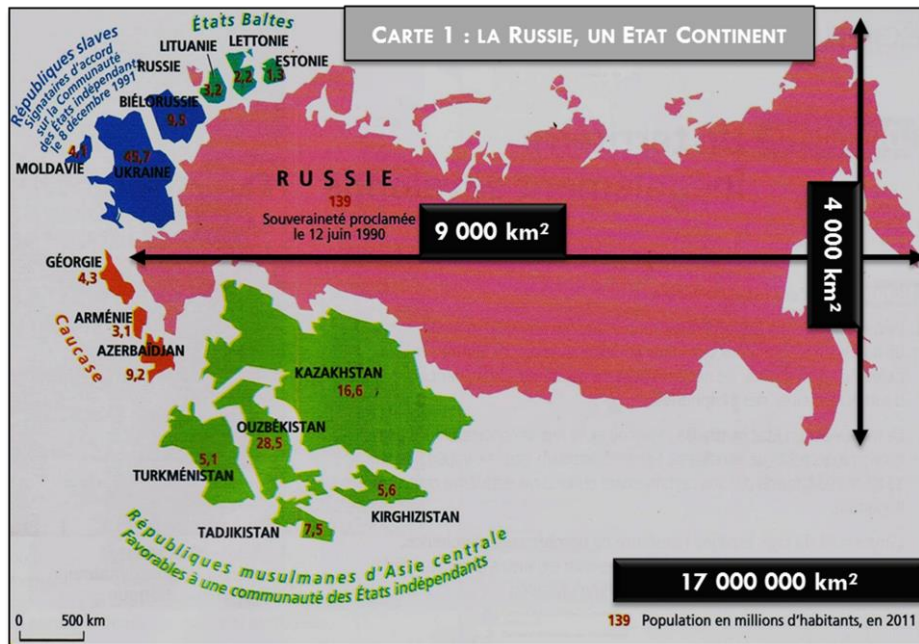 CARTE 1 : LA RUSSIE, UN ETAT CONTINENT
États Baltes
LITUANIE
LETTONIE
ESTONIE
RUSSIE
3,2
2,2
1,3
Républiques slaves
Signataires d'accord
sur la Communauté
des États indépendants
le 8 décembre 1991
BIÉLORUSSIE
9,5
4,1
MOLDAVIE
45,7
UKRAINE
RUSSIE
139
Souveraineté proclamée
le 12 juin 1990
9 000 km²
4 000 km²
GÉORGIE
4,3
ARMÉNIE
3,1
AZERBAÏDJAN
9,2
Caucase
KAZAKHSTAN
16,6
OUZBÉKISTAN
28,5
5,1
TURKMÉNISTAN
5,6
KIRGHIZISTAN
TADJIKISTAN
7,5
Républiques musulmanes d'Asie centrale
Favorables à une communauté des États indépendants
17 000 000 km²
0 500 km
139 Population en millions d'habitants, en 2011